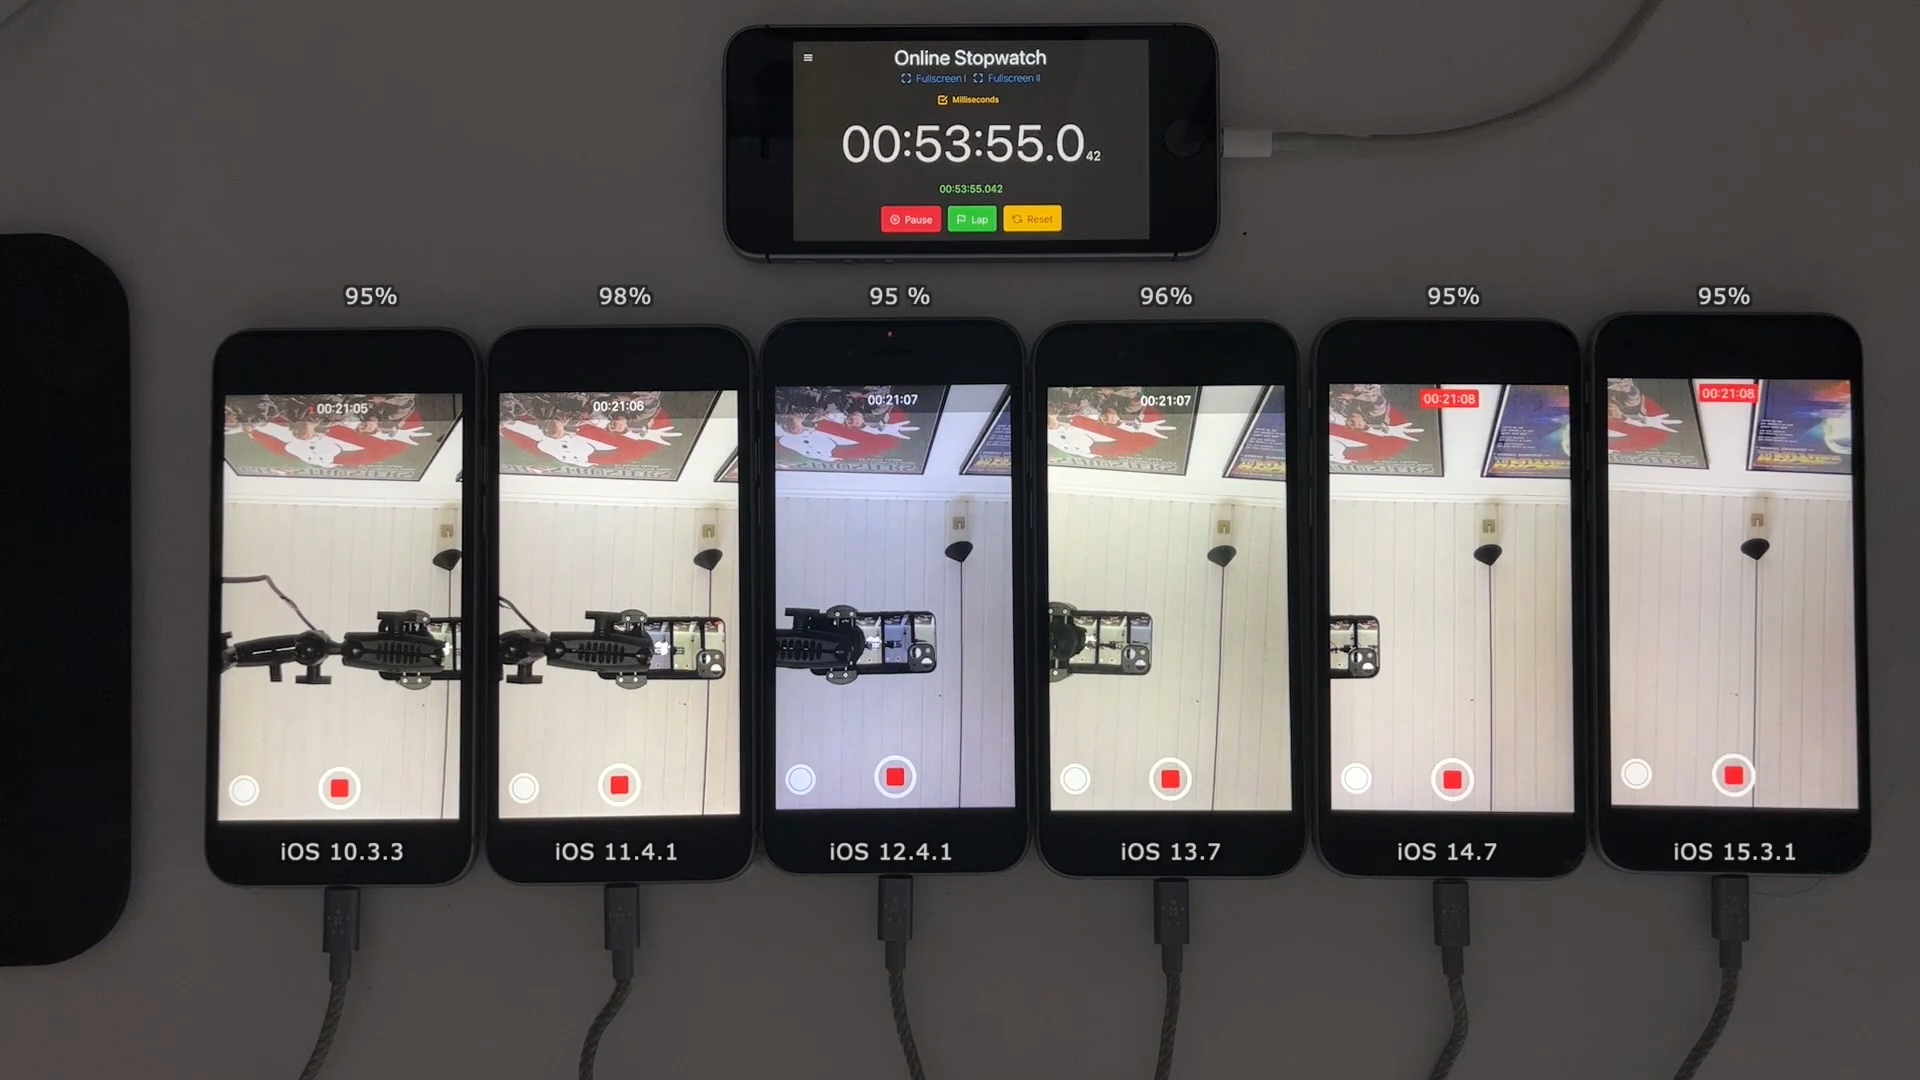 Online Stopwatch
Fullscreen I Fullscreen II
Milliseconds
00:53:55.042
00:53:55.042
Pause Lap Reset
95% 98% 95 % 96% 95% 95%
00:21:05 00:21:06 00:21:07 00:21:07 00:21:08 00:21:08
iOS 10.3.3 iOS 11.4.1 iOS 12.4.1 iOS 13.7 iOS 14.7 iOS 15.3.1